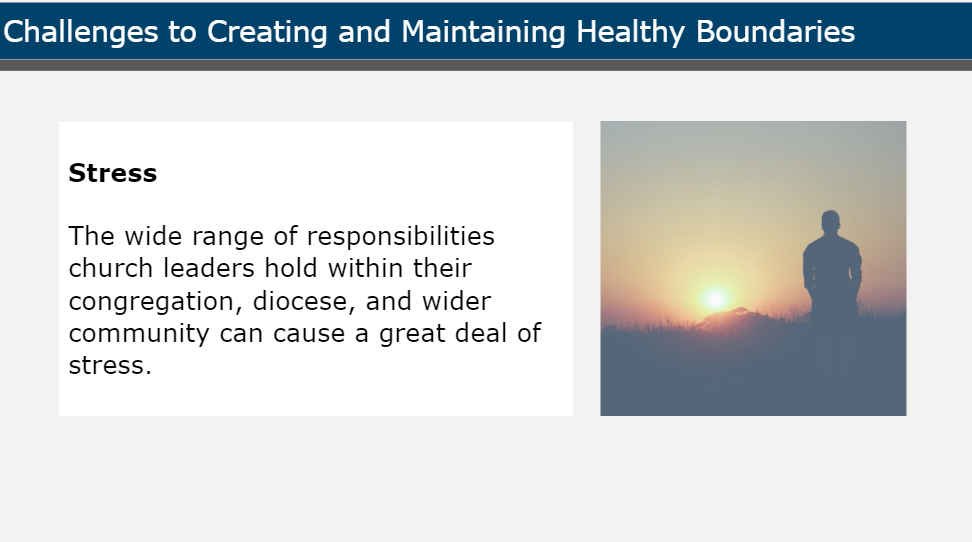 Challenges to Creating and Maintaining Healthy Boundaries
Stress
The wide range of responsibilities
church leaders hold within their
congregation, diocese, and wider
community can cause a great deal of
stress.